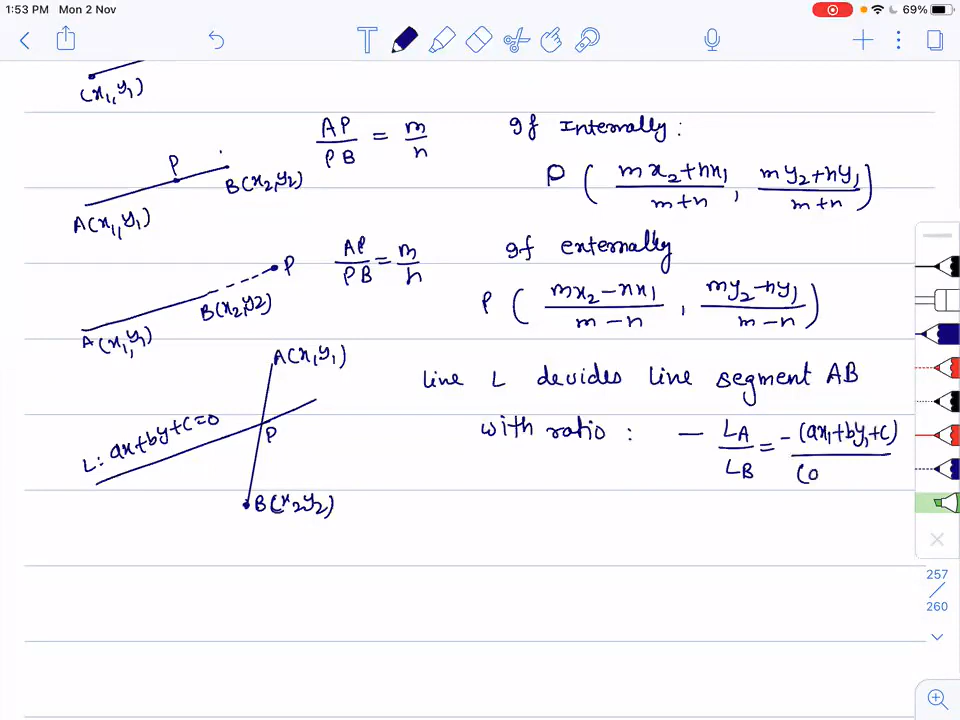 1:53 PM Mon 2 Nov
69%
(x1, y1)
AP/PB = m/n
If Internally:
P
A(x1, y1)
B(x2, y2)
P ( mx2+nx1 / m+n , my2+ny1 / m+n )
AP/PB = m/n
If externally
P
A(x1, y1)
B(x2, y2)
P ( mx2-nx1 / m-n , my2-ny1 / m-n )
A(x1, y1)
line L devides line segment AB
L: ax+by+c=0
P
with ratio: - LA/LB = -(ax1+by1+c) / (
B(x2, y2)
257
/
260